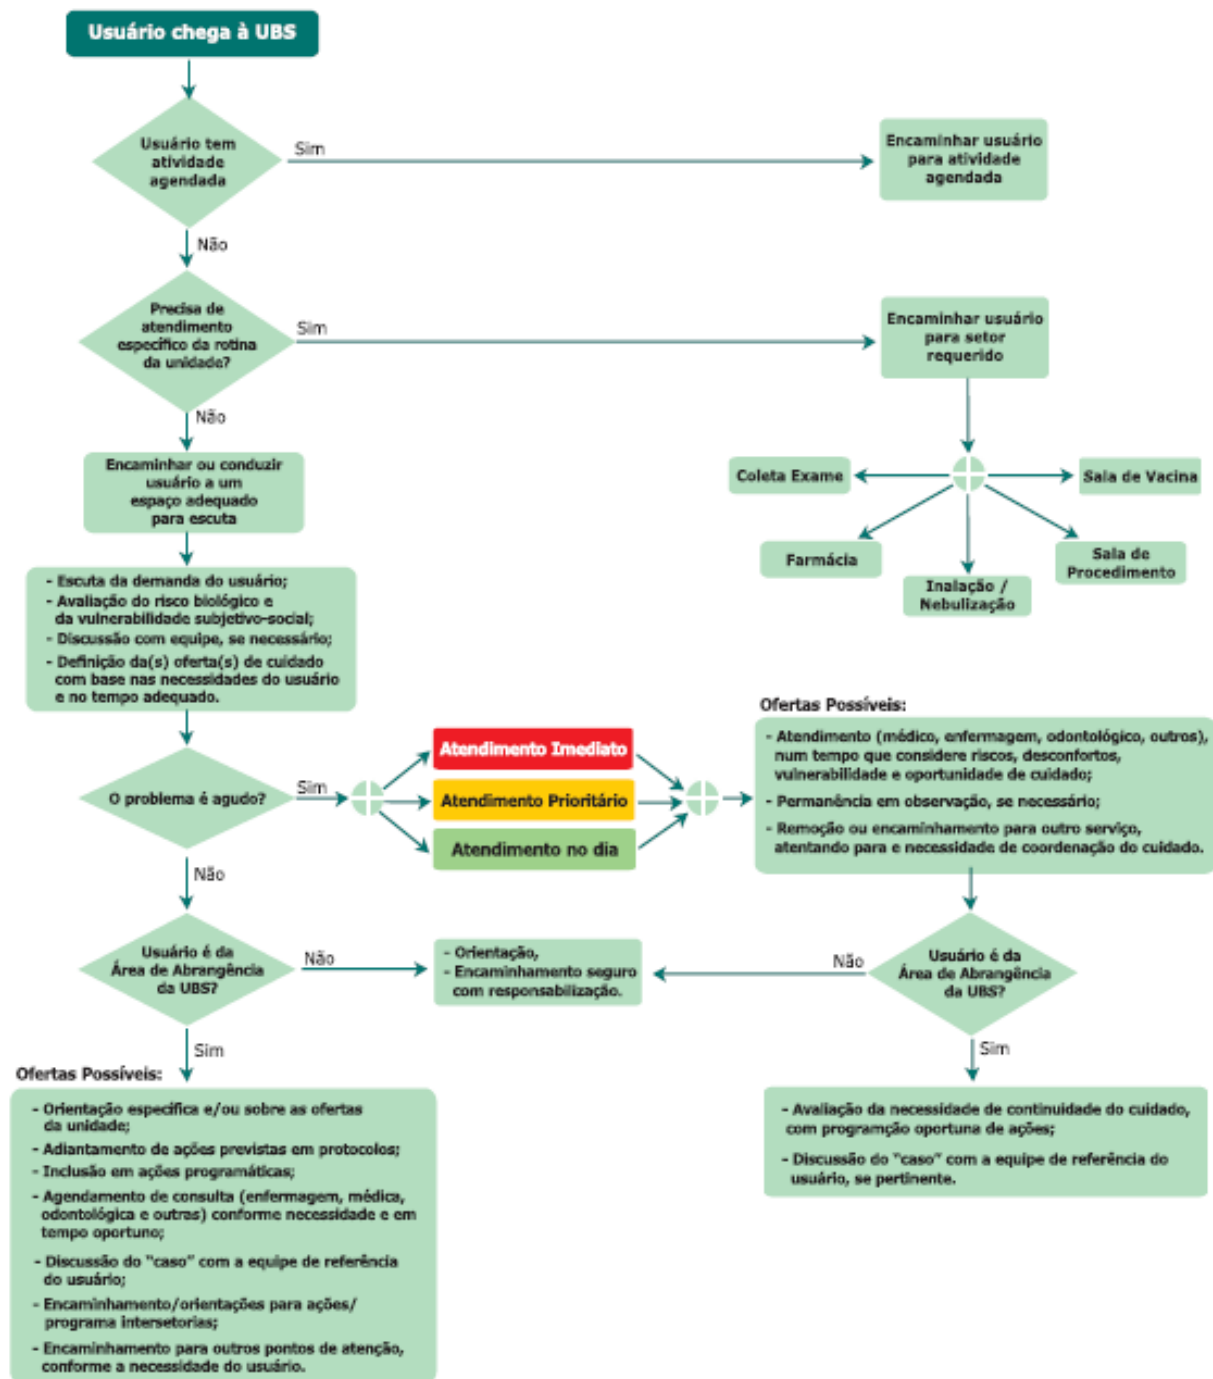 Usuário chega à UBS
Usuário tem
atividade
agendada
Sim
Encaminhar usuário
para atividade
agendada
Não
Precisa de
atendimento
específico da rotina
da unidade?
Sim
Encaminhar usuário
para setor
requerido
Não
Encaminhar ou conduzir
usuário a um
espaço adequado
para escuta
Coleta Exame
Sala de Vacina
Farmácia
Inalação /
Nebulização
Sala de
Procedimento
- Escuta da demanda do usuário;
- Avaliação do risco biológico e
da vulnerabilidade subjetivo-social;
- Discussão com equipe, se necessário;
- Definição da(s) oferta(s) de cuidado
com base nas necessidades do usuário
e no tempo adequado.
O problema é agudo?
Sim
Atendimento Imediato
Atendimento Prioritário
Atendimento no dia
Ofertas Possíveis:
- Atendimento (médico, enfermagem, odontológico, outros),
num tempo que considere riscos, desconfortos,
vulnerabilidade e oportunidade de cuidado;
- Permanência em observação, se necessário;
- Remoção ou encaminhamento para outro serviço,
atentando para e necessidade de coordenação do cuidado.
Não
Usuário é da
Área de Abrangência
da UBS?
Não
- Orientação,
- Encaminhamento seguro
com responsabilização.
Não
Usuário é da
Área de Abrangência
da UBS?
Sim
Sim
Ofertas Possíveis:
- Orientação específica e/ou sobre as ofertas
da unidade;
- Adiantamento de ações previstas em protocolos;
- Inclusão em ações programáticas;
- Agendamento de consulta (enfermagem, médica,
odontológica e outras) conforme necessidade e em
tempo oportuno;
- Discussão do "caso" com a equipe de referência
do usuário;
- Encaminhamento/orientações para ações/
programa intersetorias;
- Encaminhamento para outros pontos de atenção,
conforme a necessidade do usuário.
- Avaliação da necessidade de continuidade do cuidado,
com programção oportuna de ações;
- Discussão do "caso" com a equipe de referência do
usuário, se pertinente.